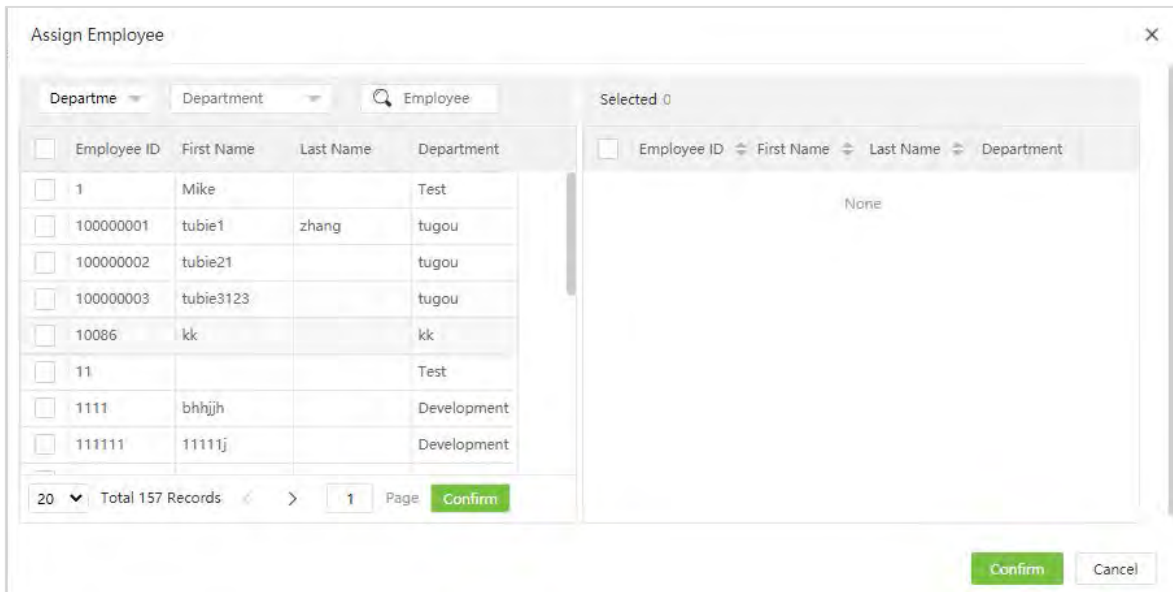 Assign Employee
Departme Department Employee Selected 0
Employee ID First Name Last Name Department Employee ID First Name Last Name Department
1 Mike Test None
100000001 tubie1 zhang tugou
100000002 tubie21 tugou
100000003 tubie3123 tugou
10086 kk kk
11 Test
1111 bhhjjh Development
111111 11111j Development
20 Total 157 Records 1 Page Confirm
Confirm Cancel